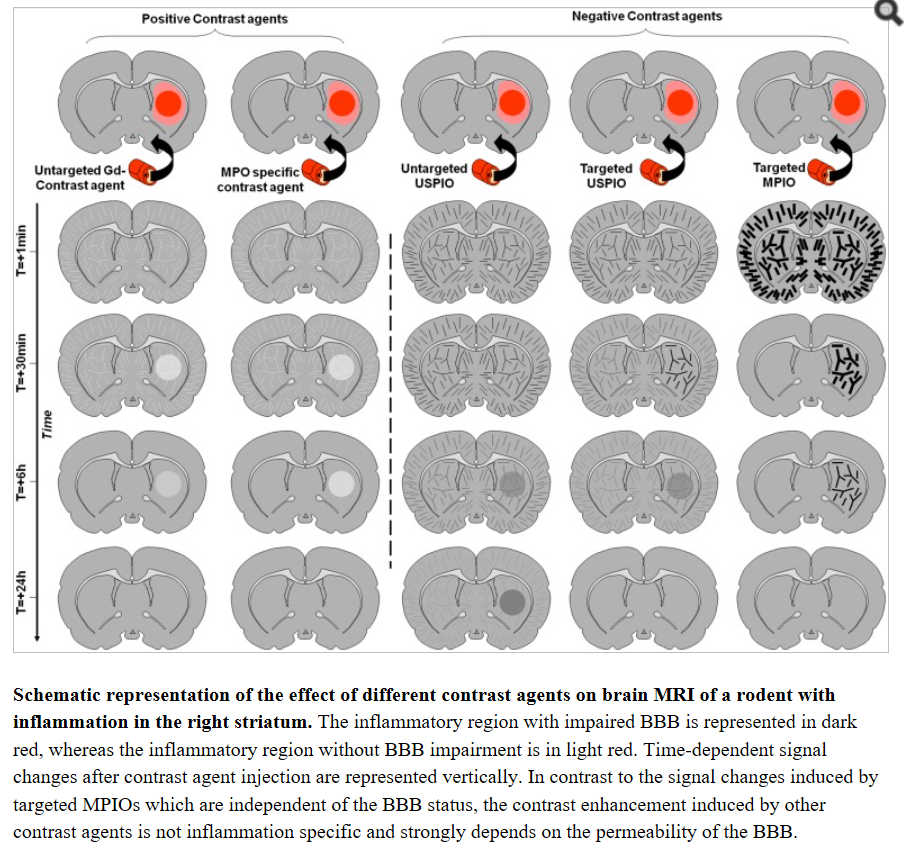 Positive Contrast agents
Negative Contrast agents
Untargeted Gd-
Contrast agent
MPO specific
contrast agent
Untargeted
USPIO
Targeted
USPIO
Targeted
MPIO
T=+1min
T=+30min
T=+6h
T=+24h
Time
Schematic representation of the effect of different contrast agents on brain MRI of a rodent with
inflammation in the right striatum. The inflammatory region with impaired BBB is represented in dark
red, whereas the inflammatory region without BBB impairment is in light red. Time-dependent signal
changes after contrast agent injection are represented vertically. In contrast to the signal changes induced by
targeted MPIOs which are independent of the BBB status, the contrast enhancement induced by other
contrast agents is not inflammation specific and strongly depends on the permeability of the BBB.